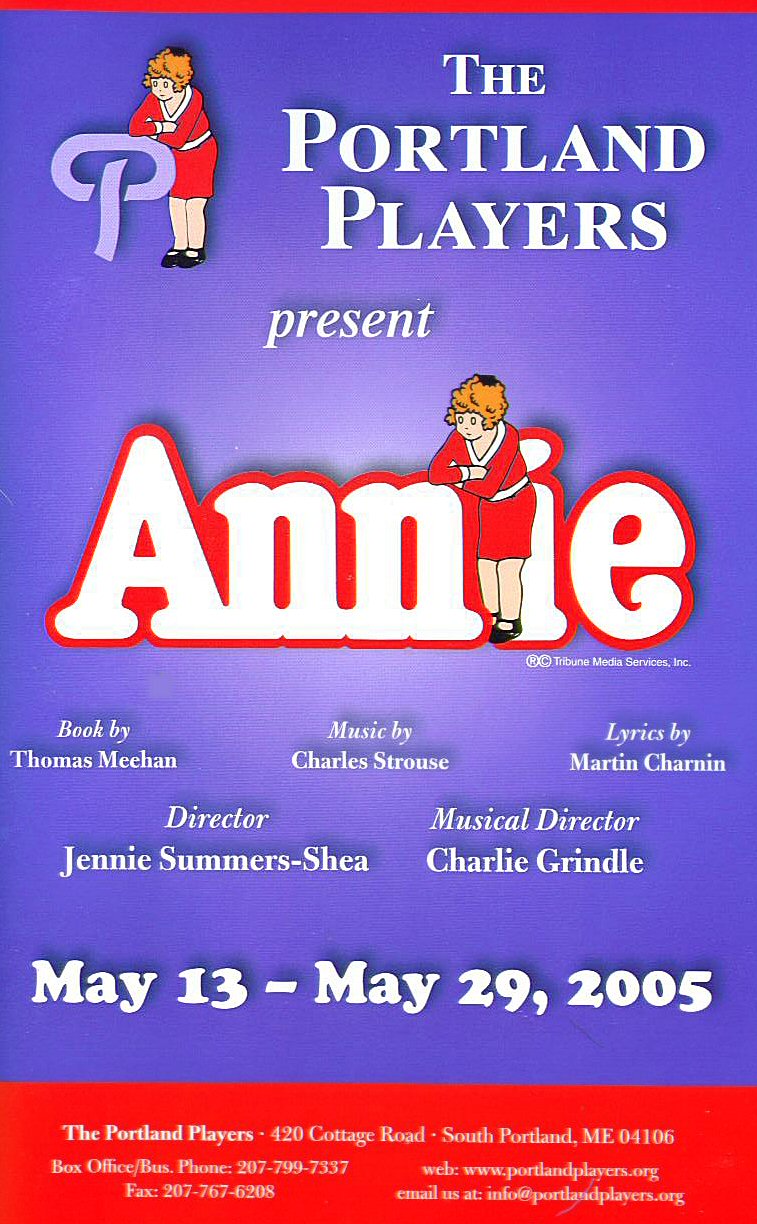 P
THE
PORTLAND
PLAYERS
present
Annie
®© Tribune Media Services, Inc.
Book by
Thomas Meehan
Music by
Charles Strouse
Lyrics by
Martin Charnin
Director
Jennie Summers-Shea
Musical Director
Charlie Grindle
May 13 – May 29, 2005
The Portland Players · 420 Cottage Road · South Portland, ME 04106
Box Office/Bus. Phone: 207-799-7337
Fax: 207-767-6208
web: www.portlandplayers.org
email us at: info@portlandplayers.org